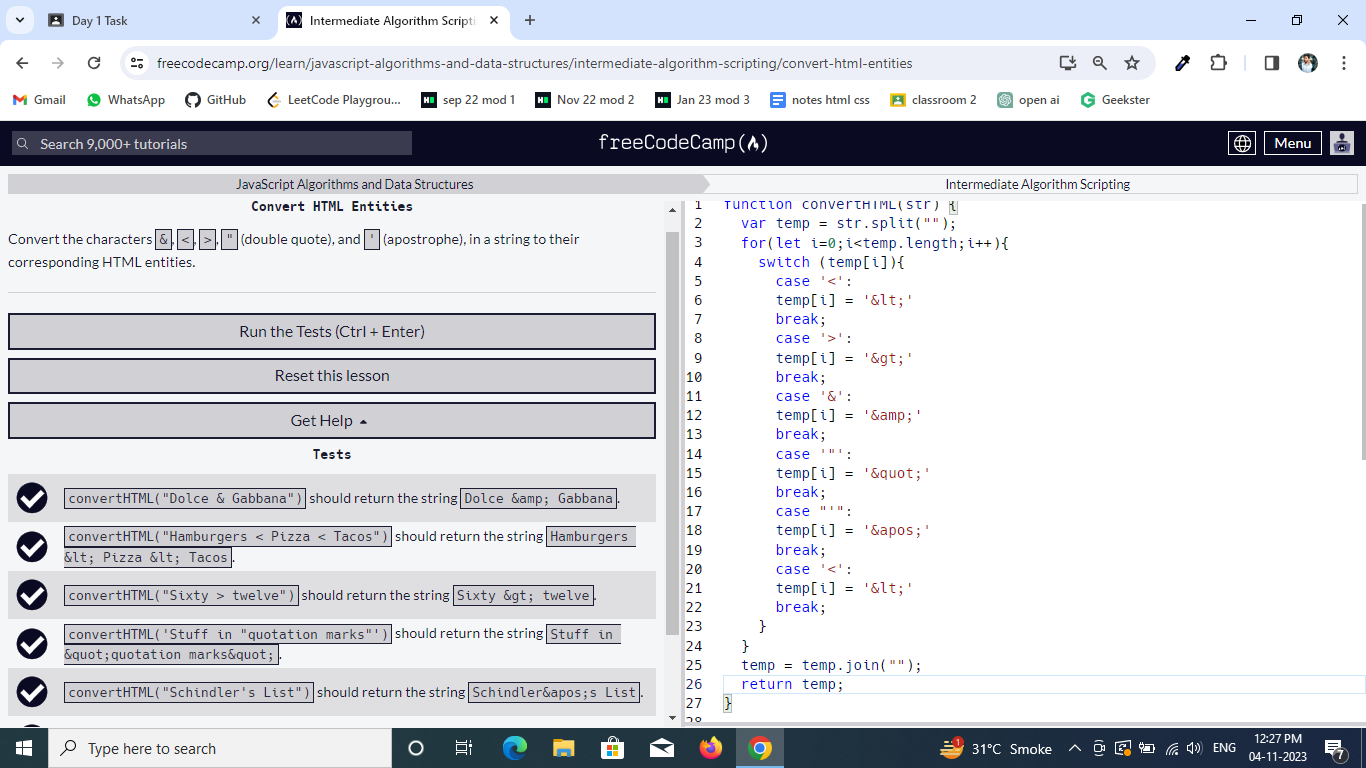 Day 1 Task
Intermediate Algorithm Scripti
freecodecamp.org/learn/javascript-algorithms-and-data-structures/intermediate-algorithm-scripting/convert-html-entities
Gmail
WhatsApp
GitHub
LeetCode Playgrou...
sep 22 mod 1
Nov 22 mod 2
Jan 23 mod 3
notes html css
classroom 2
open ai
Geekster
Search 9,000+ tutorials
freeCodeCamp
Menu
JavaScript Algorithms and Data Structures
Intermediate Algorithm Scripting
Convert HTML Entities
Convert the characters &, <, >, " (double quote), and ' (apostrophe), in a string to their
corresponding HTML entities.
Run the Tests (Ctrl + Enter)
Reset this lesson
Get Help
Tests
convertHTML("Dolce & Gabbana") should return the string Dolce &amp; Gabbana.
convertHTML("Hamburgers < Pizza < Tacos") should return the string Hamburgers
&lt; Pizza &lt; Tacos.
convertHTML("Sixty > twelve") should return the string Sixty &gt; twelve.
convertHTML('Stuff in "quotation marks"') should return the string Stuff in
&quot;quotation marks&quot;.
convertHTML("Schindler's List") should return the string Schindler&apos;s List.
1 function convertHTML(str) {
2 var temp = str.split("");
3 for(let i=0;i<temp.length;i++){
4 switch (temp[i]){
5 case '<':
6 temp[i] = '&lt;'
7 break;
8 case '>':
9 temp[i] = '&gt;'
10 break;
11 case '&':
12 temp[i] = '&amp;'
13 break;
14 case '"':
15 temp[i] = '&quot;'
16 break;
17 case "'":
18 temp[i] = '&apos;'
19 break;
20 case '<':
21 temp[i] = '&lt;'
22 break;
23 }
24 }
25 temp = temp.join("");
26 return temp;
27 }
28
Type here to search
1
31°C Smoke
ENG
12:27 PM
04-11-2023
7